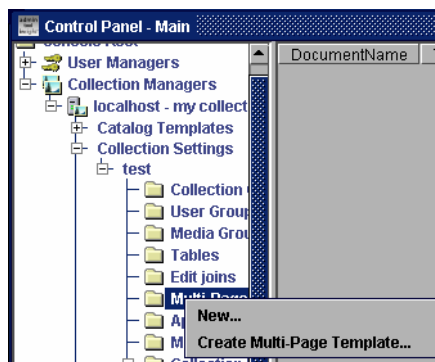 Control Panel - Main
DocumentName
User Managers
Collection Managers
localhost - my collect
Catalog Templates
Collection Settings
test
Collection
User Group
Media Grou
Tables
Edit joins
Multi-Page
New...
Create Multi-Page Template...